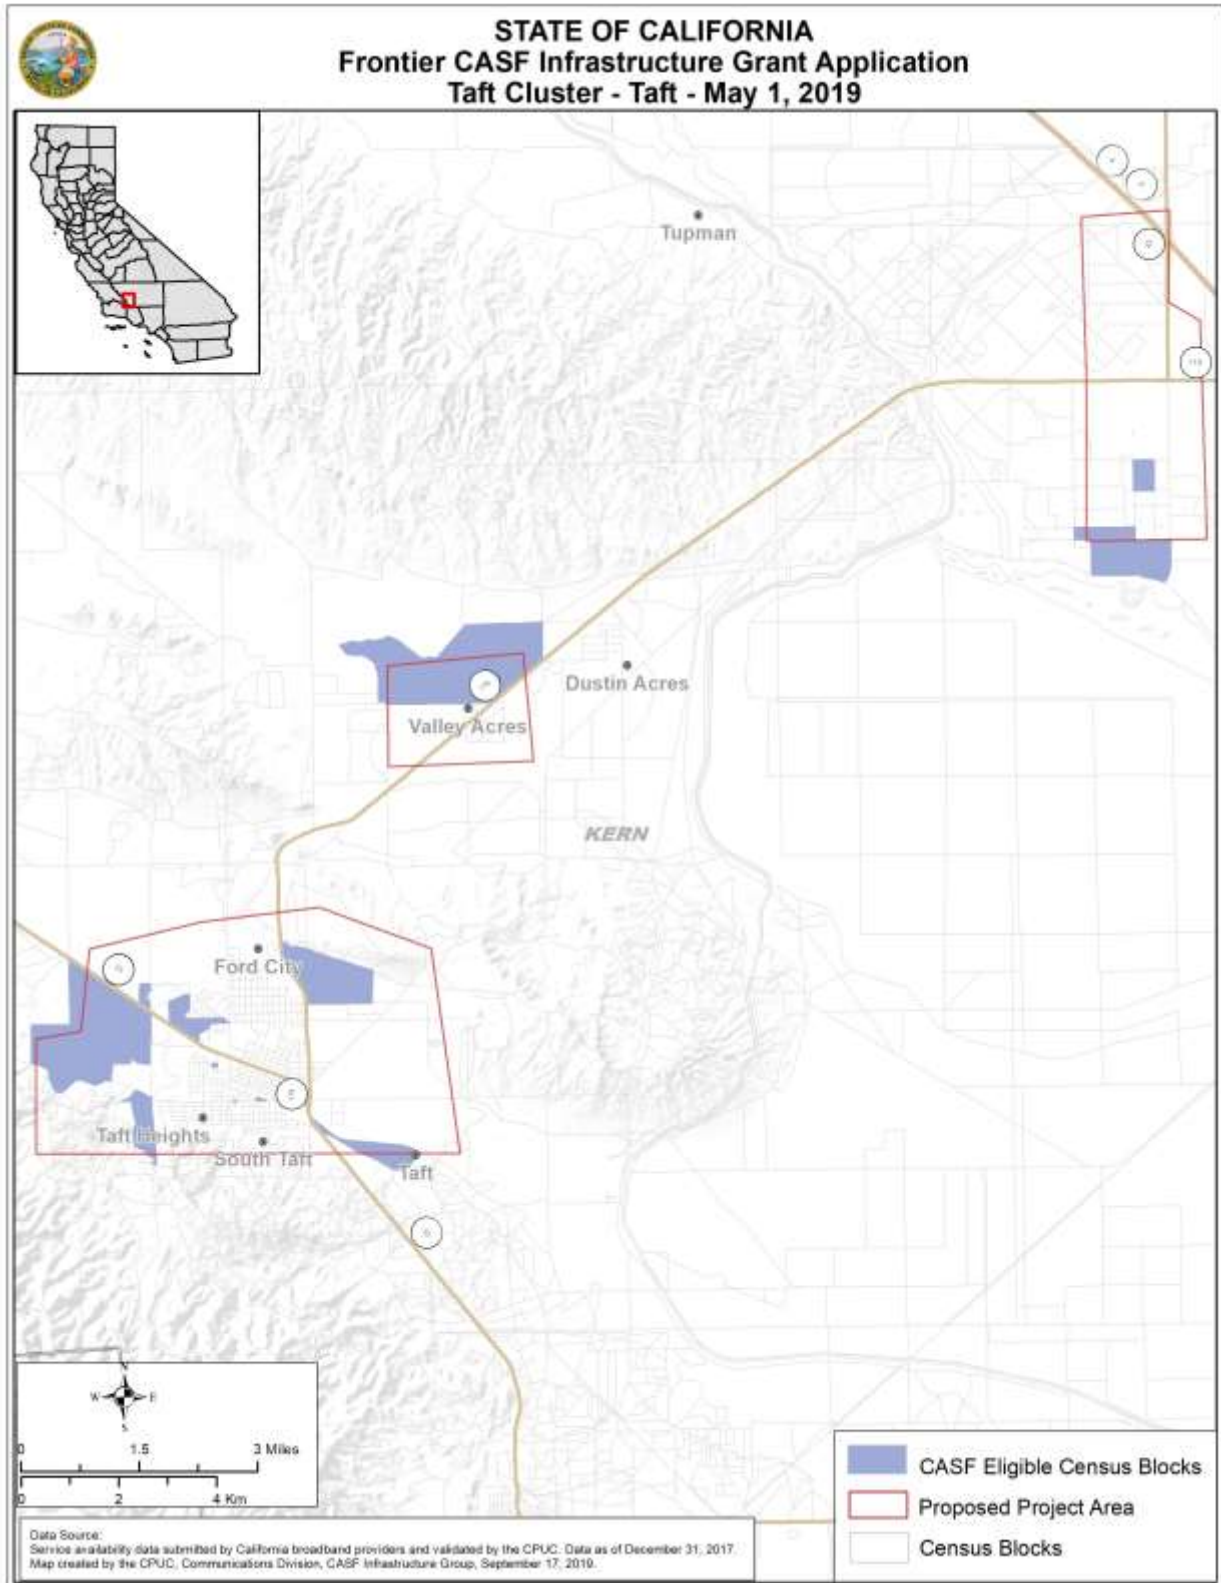 STATE OF CALIFORNIA
Frontier CASF Infrastructure Grant Application
Taft Cluster - Taft - May 1, 2019
Tupman
Dustin Acres
Valley Acres
KERN
Ford City
Taft Heights
South Taft
Taft
N
W E
S
0 1.5 3 Miles
0 2 4 Km
CASF Eligible Census Blocks
Proposed Project Area
Census Blocks
Data Source:
Service availability data submitted by California broadband providers and validated by the CPUC. Data as of December 31, 2017.
Map created by the CPUC, Communications Division, CASF Infrastructure Group, September 17, 2019.